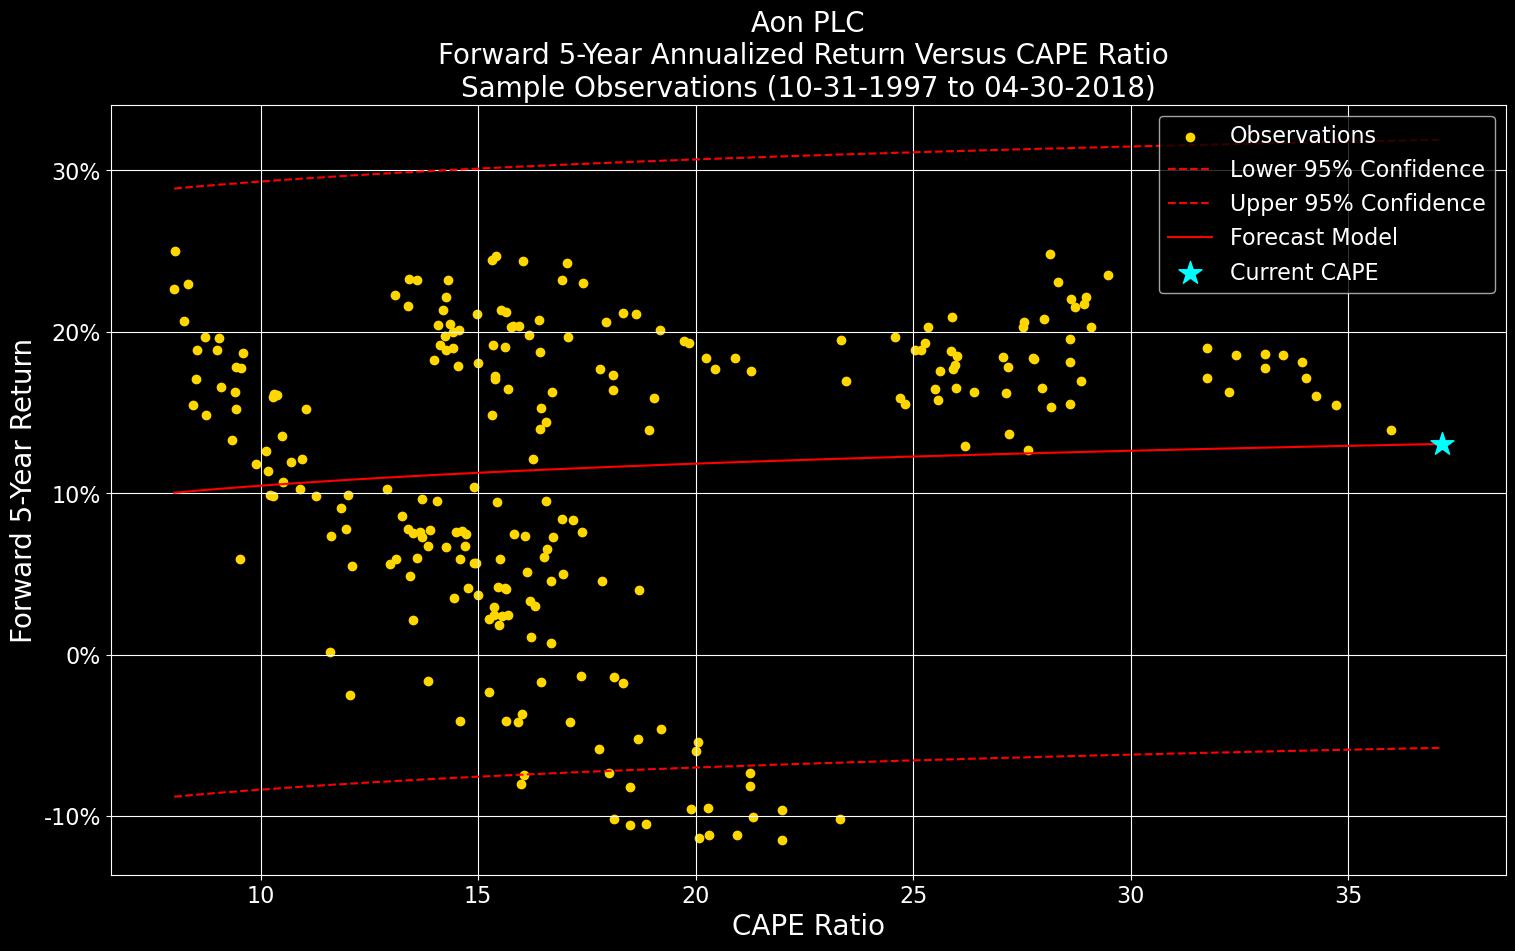 Aon PLC
Forward 5-Year Annualized Return Versus CAPE Ratio
Sample Observations (10-31-1997 to 04-30-2018)
Observations
Lower 95% Confidence
Upper 95% Confidence
Forecast Model
Current CAPE
Forward 5-Year Return
30%
20%
10%
0%
-10%
10 15 20 25 30 35
CAPE Ratio